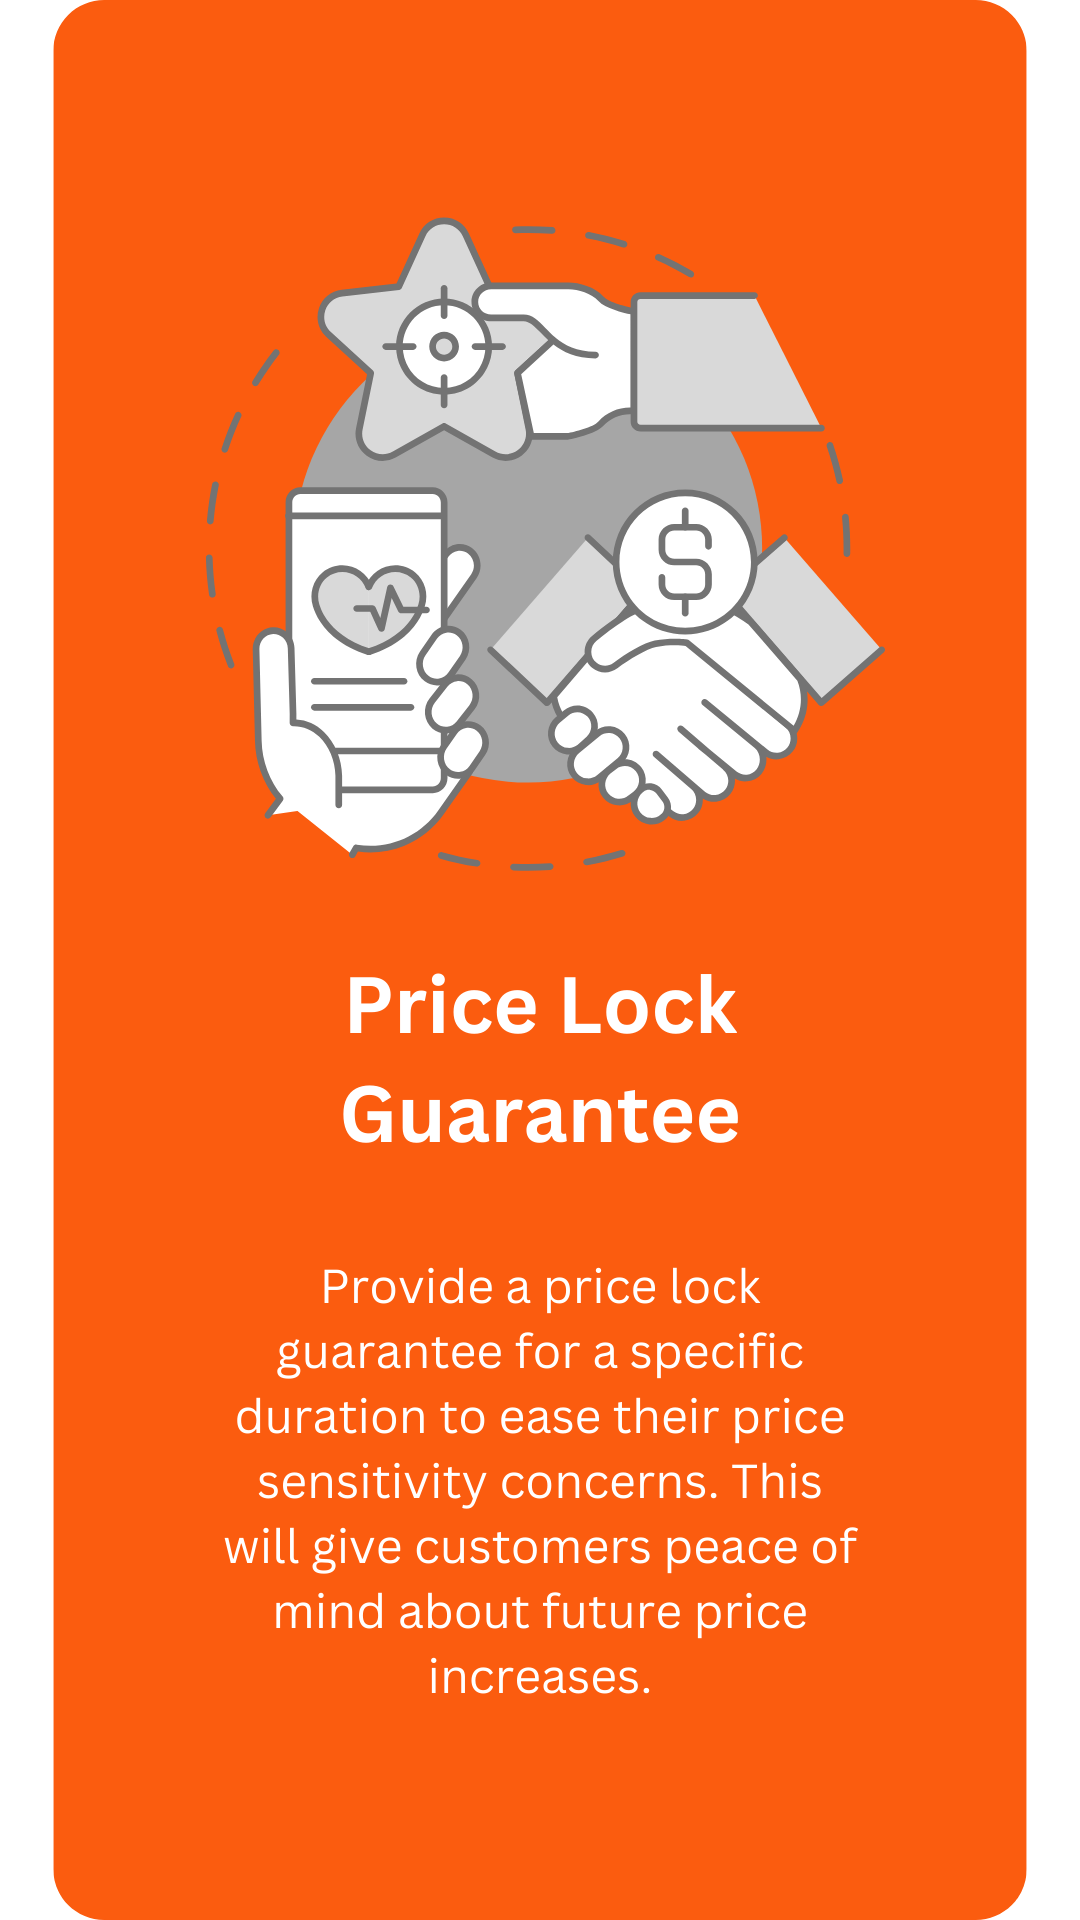 Price Lock
Guarantee
Provide a price lock
guarantee for a specific
duration to ease their price
sensitivity concerns. This
will give customers peace of
mind about future price
increases.